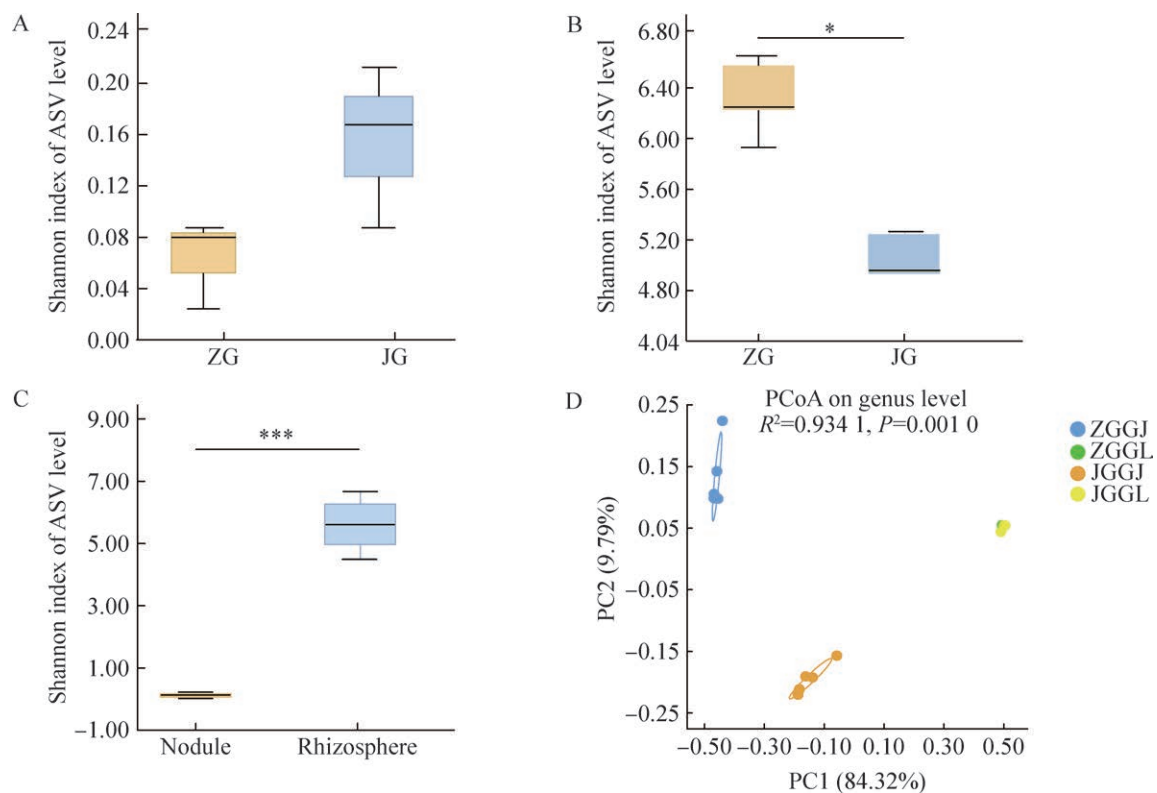 A
Shannon index of ASV level
0.24
0.20
0.16
0.12
0.08
0.04
0.00
ZG
JG
B
Shannon index of ASV level
6.80
6.40
6.00
5.60
5.20
4.80
4.04
*
ZG
JG
C
Shannon index of ASV level
9.00
7.00
5.00
3.00
1.00
−1.00
***
Nodule
Rhizosphere
D
PCoA on genus level
R²=0.934 1, P=0.001 0
PC2 (9.79%)
0.25
0.15
0.05
−0.05
−0.15
−0.25
−0.50
−0.30
−0.10
0.10
0.30
0.50
PC1 (84.32%)
ZGGJ
ZGGL
JGGJ
JGGL